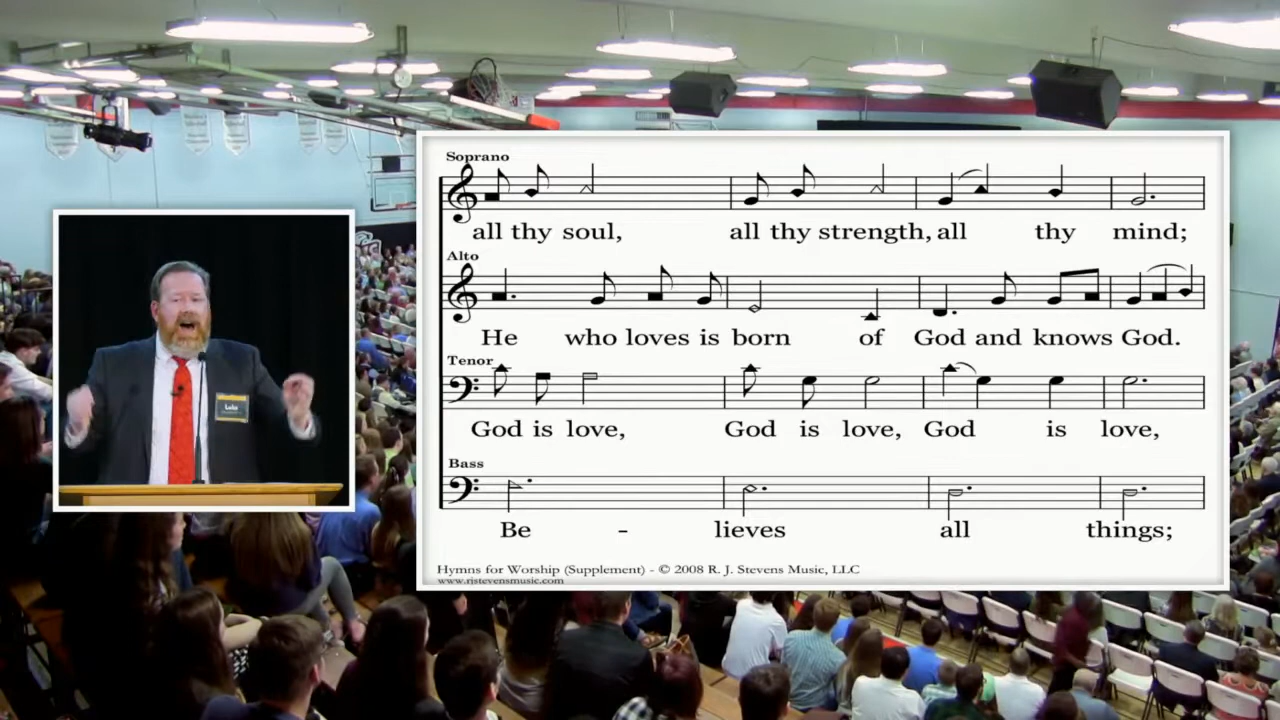 Soprano
all thy soul, all thy strength, all thy mind;
Alto
He who loves is born of God and knows God.
Tenor
God is love, God is love, God is love,
Bass
Be - lieves all things;
Hymns for Worship (Supplement) - © 2008 R. J. Stevens Music, LLC
www.rjstevensmusic.com
Luke